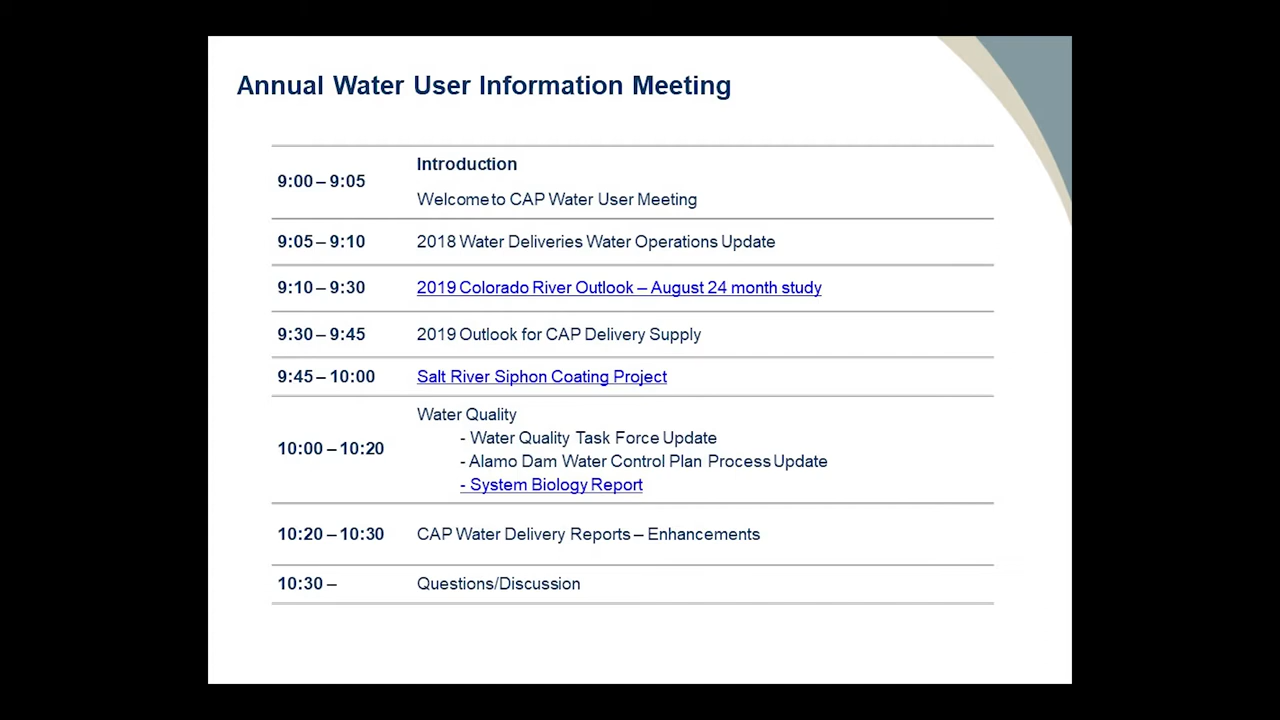 Annual Water User Information Meeting
9:00 – 9:05
Introduction
Welcome to CAP Water User Meeting
9:05 – 9:10 2018 Water Deliveries Water Operations Update
9:10 – 9:30 2019 Colorado River Outlook – August 24 month study
9:30 – 9:45 2019 Outlook for CAP Delivery Supply
9:45 – 10:00 Salt River Siphon Coating Project
10:00 – 10:20
Water Quality
- Water Quality Task Force Update
- Alamo Dam Water Control Plan Process Update
- System Biology Report
10:20 – 10:30 CAP Water Delivery Reports – Enhancements
10:30 – Questions/Discussion